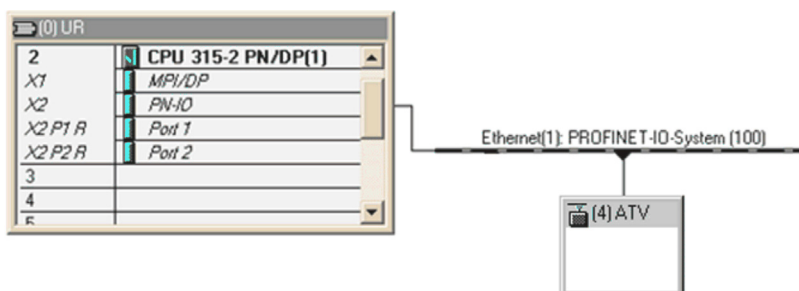 (0) UR
2 CPU 315-2 PN/DP(1)
X1 MPI/DP
X2 PN-IO
X2 P1 R Port 1
X2 P2 R Port 2
3
4
5
Ethernet(1): PROFINET-IO-System (100)
(4) ATV